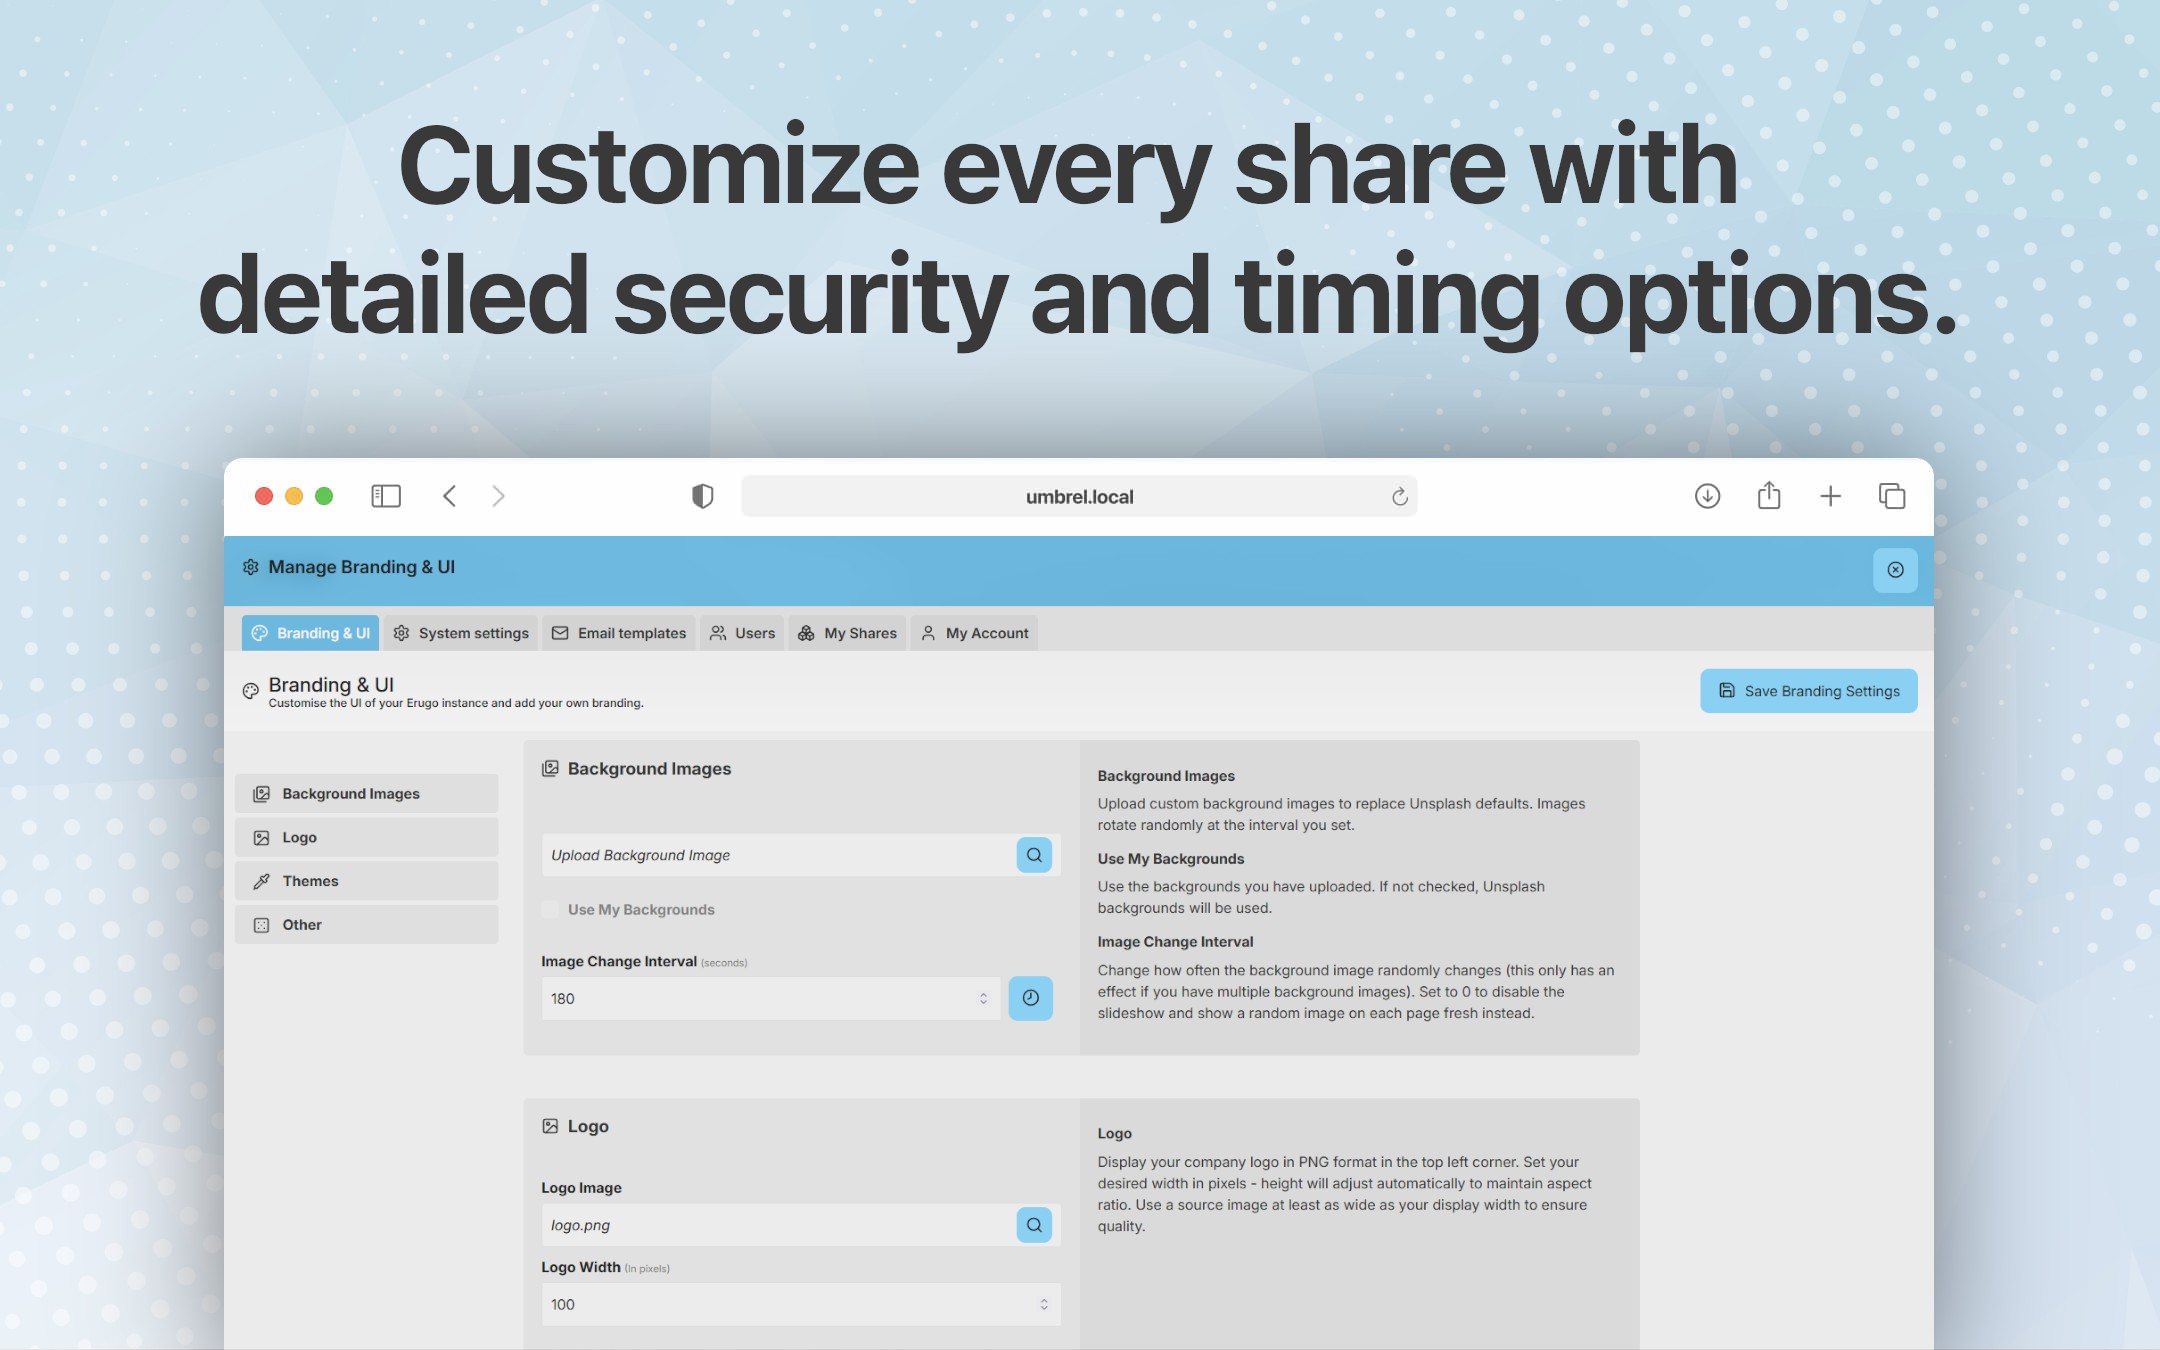 Customize every share with
detailed security and timing options.
umbrel.local
Manage Branding & UI
Branding & UI
System settings
Email templates
Users
My Shares
My Account
Branding & UI
Customise the UI of your Erugo instance and add your own branding.
Save Branding Settings
Background Images
Logo
Themes
Other
Background Images
Upload Background Image
Use My Backgrounds
Image Change Interval (seconds)
180
Background Images
Upload custom background images to replace Unsplash defaults. Images
rotate randomly at the interval you set.
Use My Backgrounds
Use the backgrounds you have uploaded. If not checked, Unsplash
backgrounds will be used.
Image Change Interval
Change how often the background image randomly changes (this only has an
effect if you have multiple background images). Set to 0 to disable the
slideshow and show a random image on each page fresh instead.
Logo
Logo Image
logo.png
Logo Width (In pixels)
100
Logo
Display your company logo in PNG format in the top left corner. Set your
desired width in pixels - height will adjust automatically to maintain aspect
ratio. Use a source image at least as wide as your display width to ensure
quality.